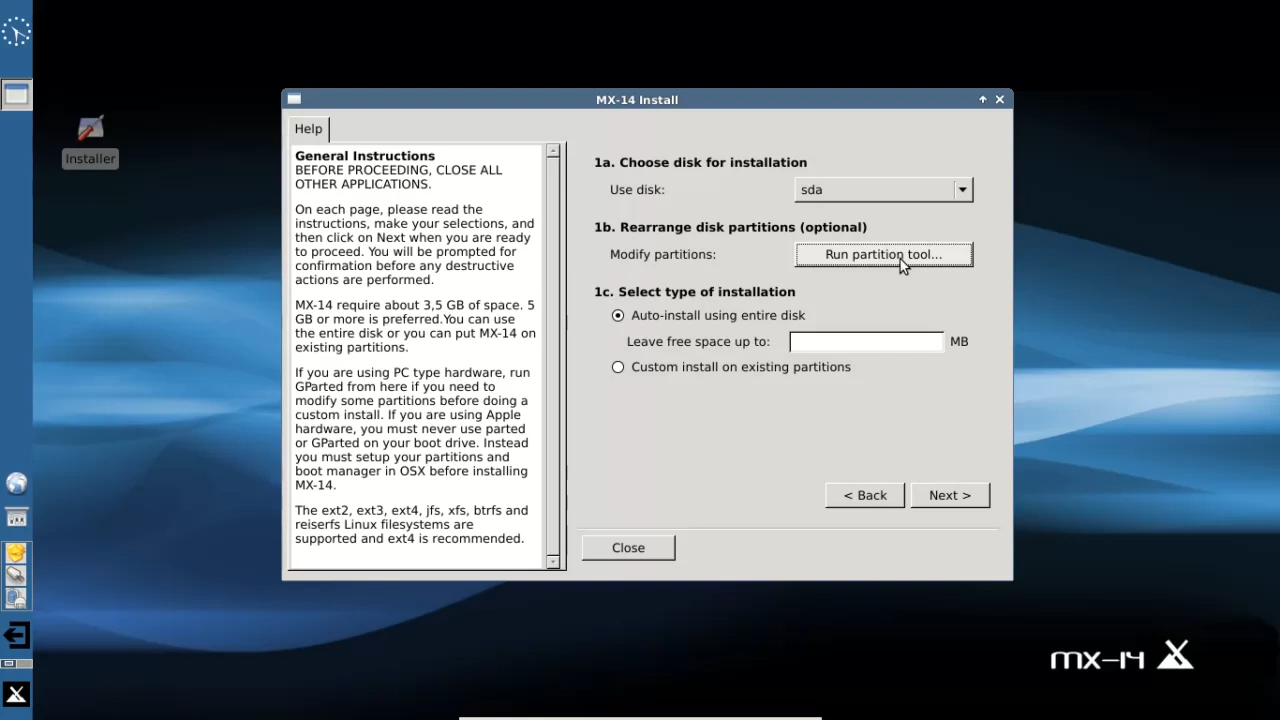 MX-14 Install
Installer
Help
General Instructions
BEFORE PROCEEDING, CLOSE ALL
OTHER APPLICATIONS.
On each page, please read the
instructions, make your selections, and
then click on Next when you are ready
to proceed. You will be prompted for
confirmation before any destructive
actions are performed.
MX-14 require about 3,5 GB of space. 5
GB or more is preferred.You can use
the entire disk or you can put MX-14 on
existing partitions.
If you are using PC type hardware, run
GParted from here if you need to
modify some partitions before doing a
custom install. If you are using Apple
hardware, you must never use parted
or GParted on your boot drive. Instead
you must setup your partitions and
boot manager in OSX before installing
MX-14.
The ext2, ext3, ext4, jfs, xfs, btrfs and
reiserfs Linux filesystems are
supported and ext4 is recommended.
1a. Choose disk for installation
Use disk: sda
1b. Rearrange disk partitions (optional)
Modify partitions: Run partition tool...
1c. Select type of installation
Auto-install using entire disk
Leave free space up to: MB
Custom install on existing partitions
< Back Next >
Close
mx-14